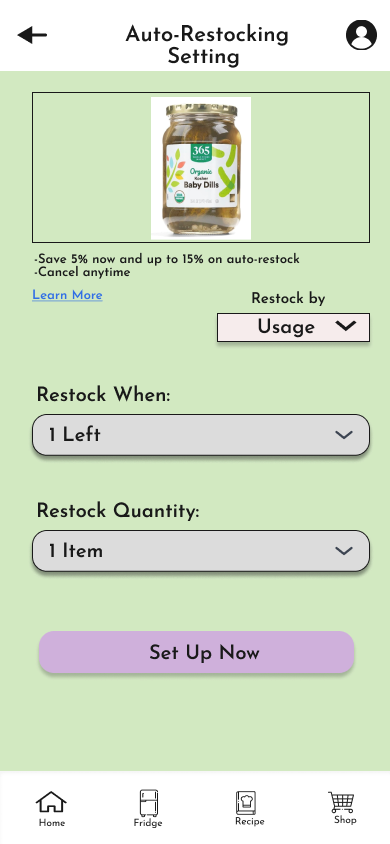 Auto-Restocking
Setting
365
Organic
Kosher
Baby Dills
-Save 5% now and up to 15% on auto-restock
-Cancel anytime
Learn More
Restock by
Usage
Restock When:
1 Left
Restock Quantity:
1 Item
Set Up Now
Home
Fridge
Recipe
Shop